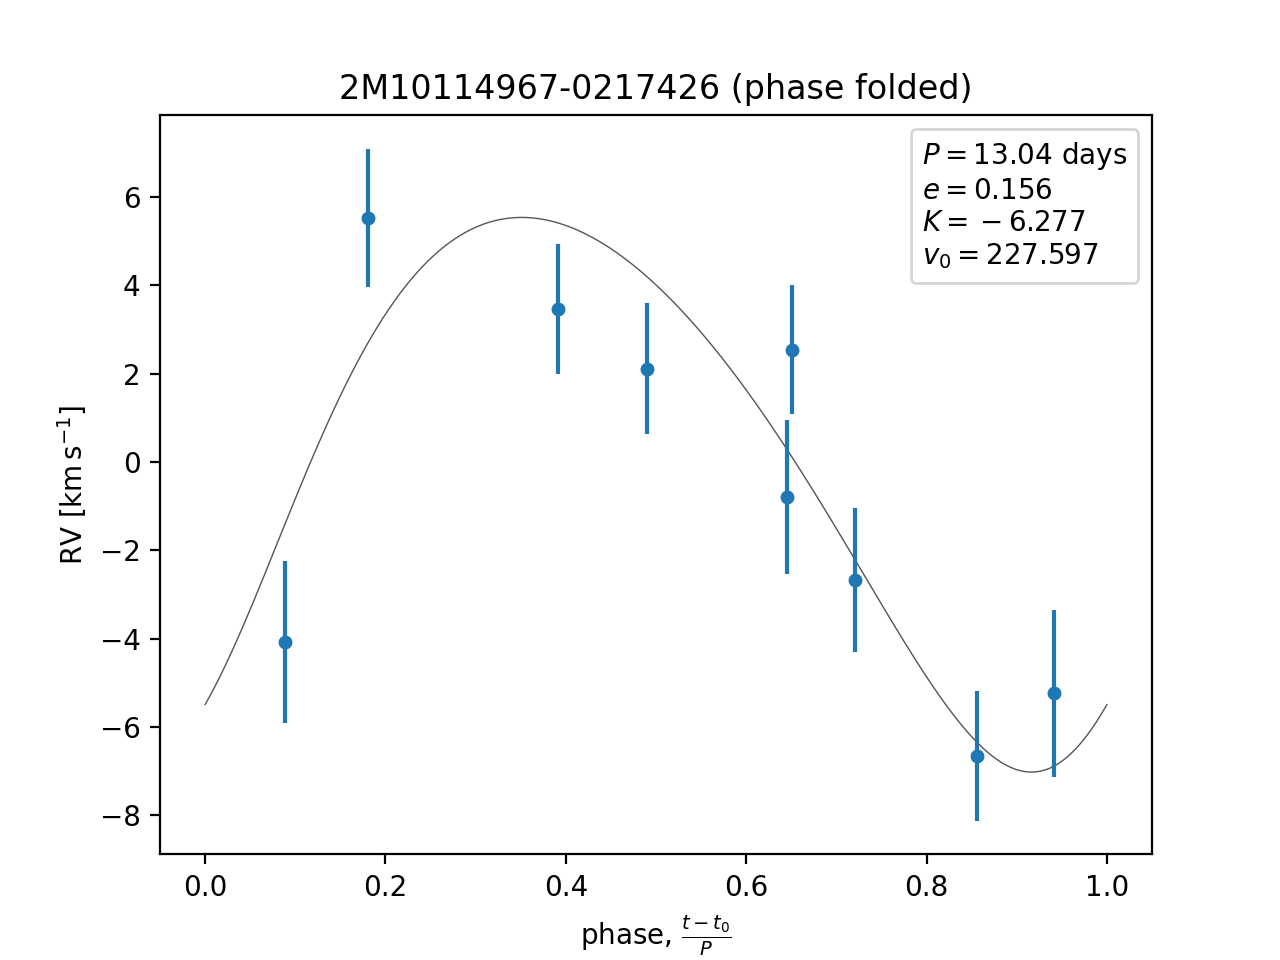 2M10114967-0217426 (phase folded)
P = 13.04 days
e = 0.156
K = −6.277
v₀ = 227.597
6
4
2
0
−2
−4
−6
−8
RV [km s⁻¹]
0.0 0.2 0.4 0.6 0.8 1.0
phase, (t − t₀)/P